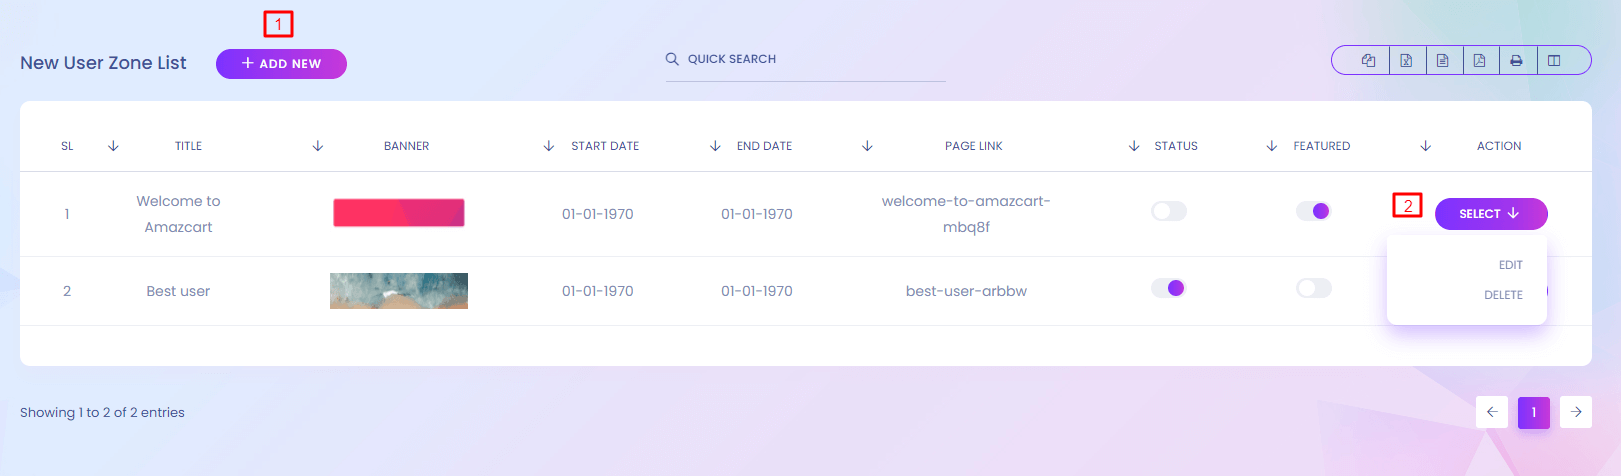 1
New User Zone List
+ ADD NEW
QUICK SEARCH
SL TITLE BANNER START DATE END DATE PAGE LINK STATUS FEATURED ACTION
1 Welcome to Amazcart 01-01-1970 01-01-1970 welcome-to-amazcart-mbq8f 2 SELECT
EDIT
2 Best user 01-01-1970 01-01-1970 best-user-arbbw
DELETE
Showing 1 to 2 of 2 entries
1